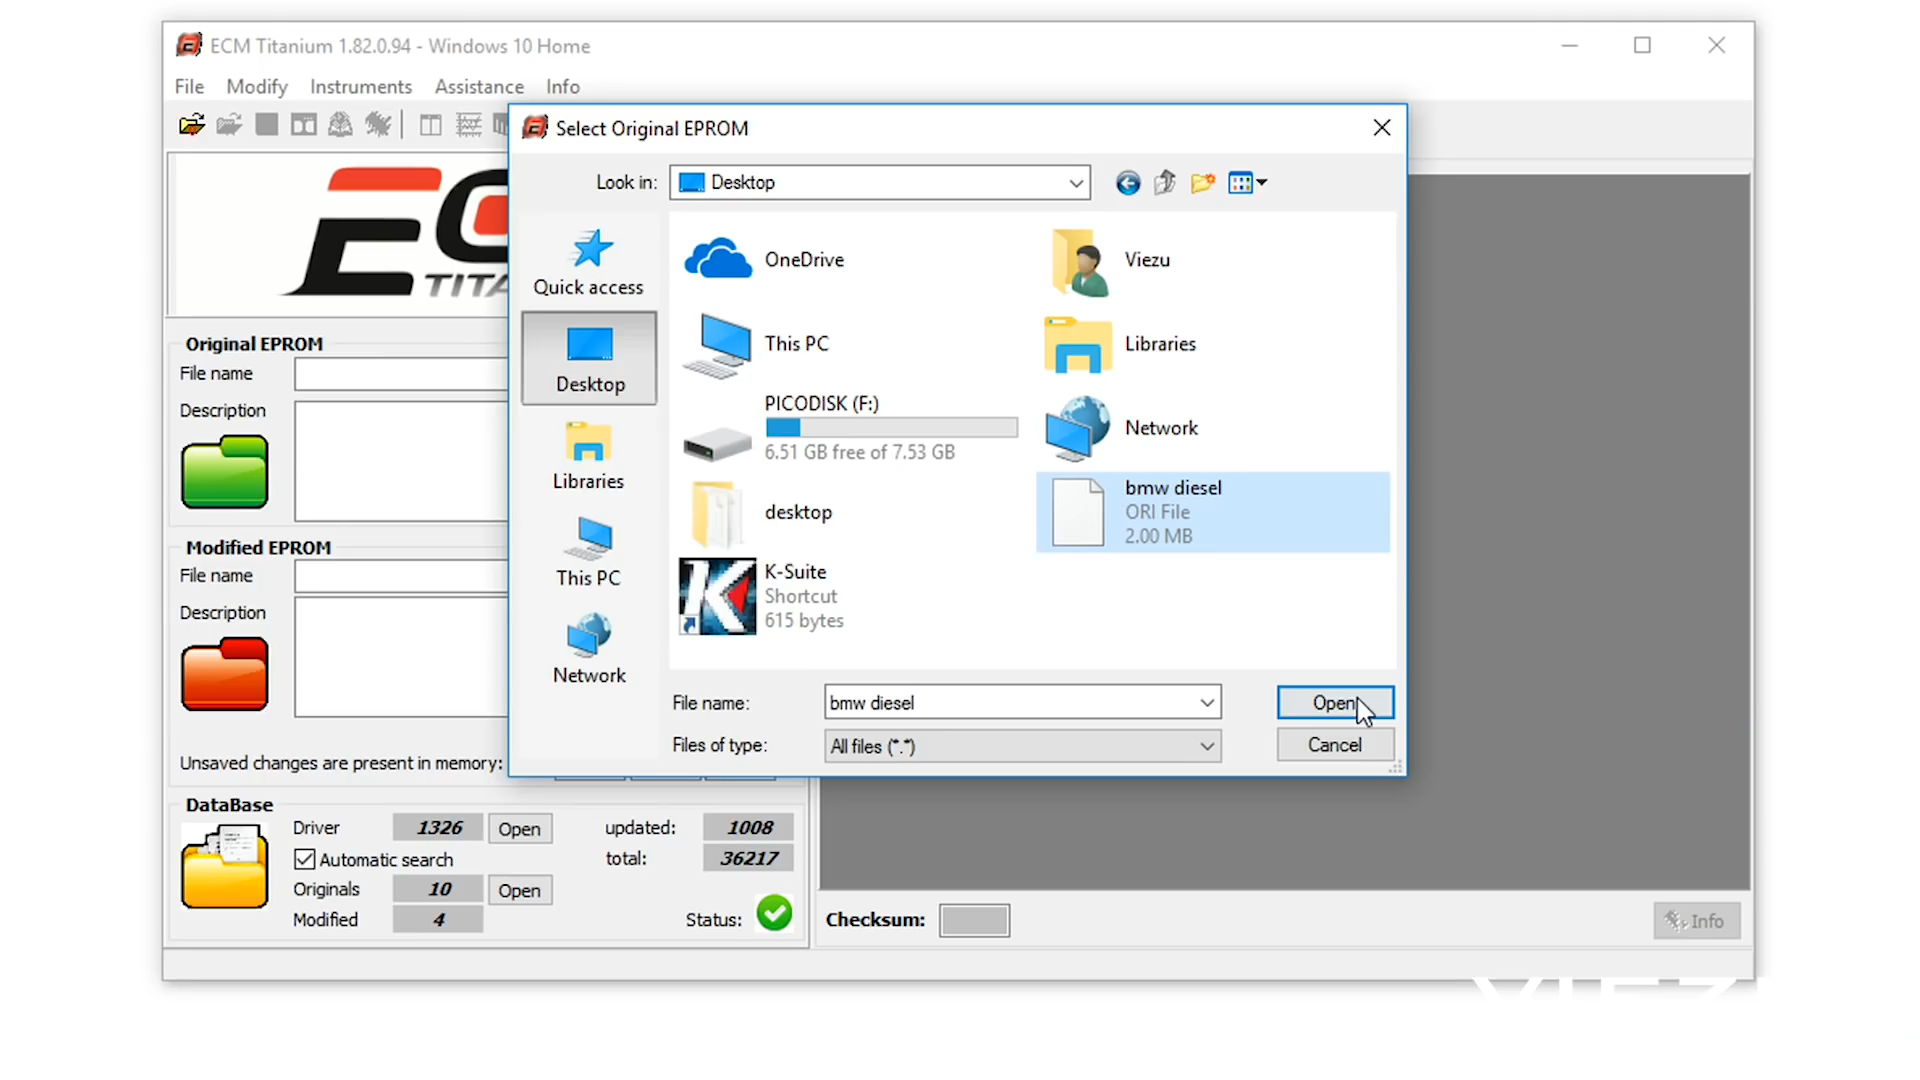 ECM Titanium 1.82.0.94 - Windows 10 Home
File Modify Instruments Assistance Info
Select Original EPROM
Look in: Desktop
Quick access
Desktop
Libraries
This PC
Network
OneDrive
Viezu
This PC
Libraries
PICODISK (F:)
6.51 GB free of 7.53 GB
Network
desktop
bmw diesel
ORI File
2.00 MB
K-Suite
Shortcut
615 bytes
File name: bmw diesel Open
Files of type: All files (*.*) Cancel
Original EPROM
File name
Description
Modified EPROM
File name
Description
Unsaved changes are present in memory:
DataBase
Driver 1326 Open updated: 1008
Automatic search total: 36217
Originals 10 Open
Modified 4 Status:
Checksum: Info